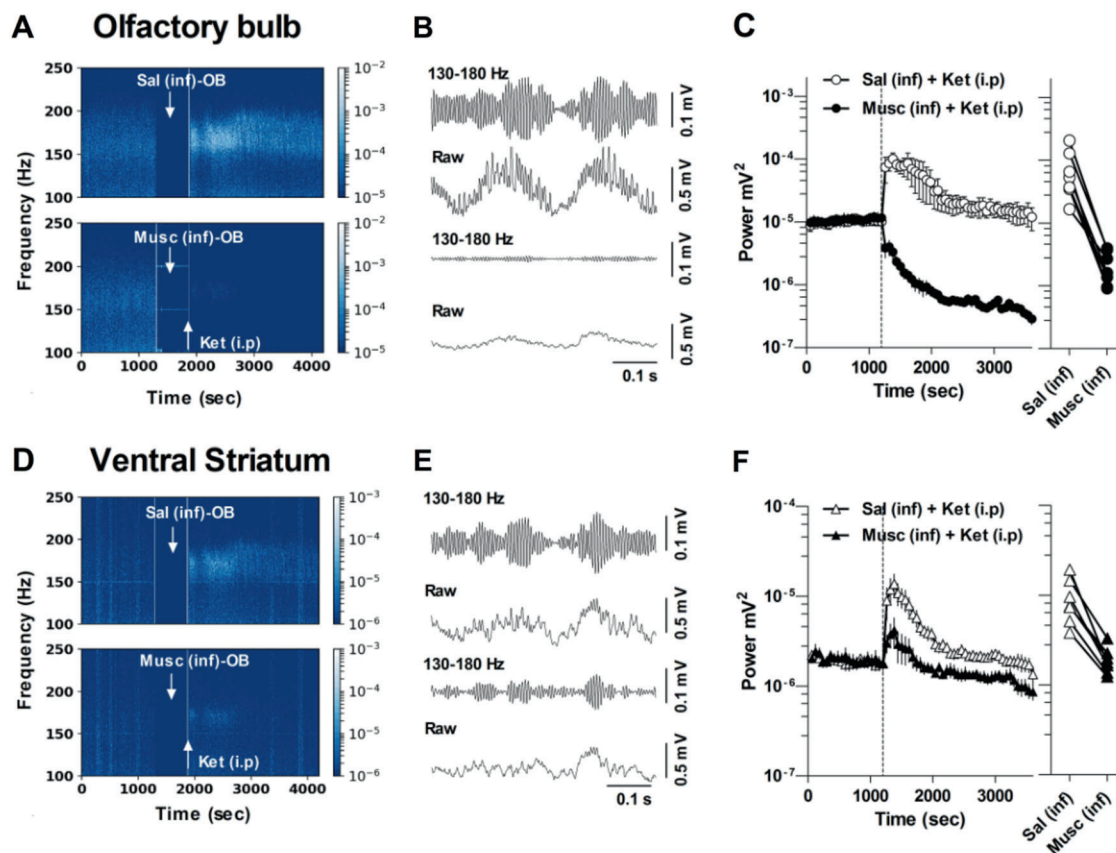 A Olfactory bulb
250
200
150
100
Sal (inf)-OB
10⁻²
10⁻³
10⁻⁴
10⁻⁵
250
200
150
100
Musc (inf)-OB
Ket (i.p)
10⁻²
10⁻³
10⁻⁴
10⁻⁵
Frequency (Hz)
0 1000 2000 3000 4000
Time (sec)
B
130-180 Hz
0.1 mV
Raw
0.5 mV
130-180 Hz
0.1 mV
Raw
0.5 mV
0.1 s
C
Sal (inf) + Ket (i.p)
Musc (inf) + Ket (i.p)
10⁻³
10⁻⁴
10⁻⁵
10⁻⁶
10⁻⁷
Power mV²
0 1000 2000 3000
Time (sec)
Sal (inf)
Musc (inf)
D Ventral Striatum
250
200
150
100
Sal (inf)-OB
10⁻³
10⁻⁴
10⁻⁵
10⁻⁶
250
200
150
100
Musc (inf)-OB
Ket (i.p)
10⁻³
10⁻⁴
10⁻⁵
10⁻⁶
Frequency (Hz)
0 1000 2000 3000 4000
Time (sec)
E
130-180 Hz
0.1 mV
Raw
0.5 mV
130-180 Hz
0.1 mV
Raw
0.5 mV
0.1 s
F
Sal (inf) + Ket (i.p)
Musc (inf) + Ket (i.p)
10⁻⁴
10⁻⁵
10⁻⁶
10⁻⁷
Power mV²
0 1000 2000 3000
Time (sec)
Sal (inf)
Musc (inf)